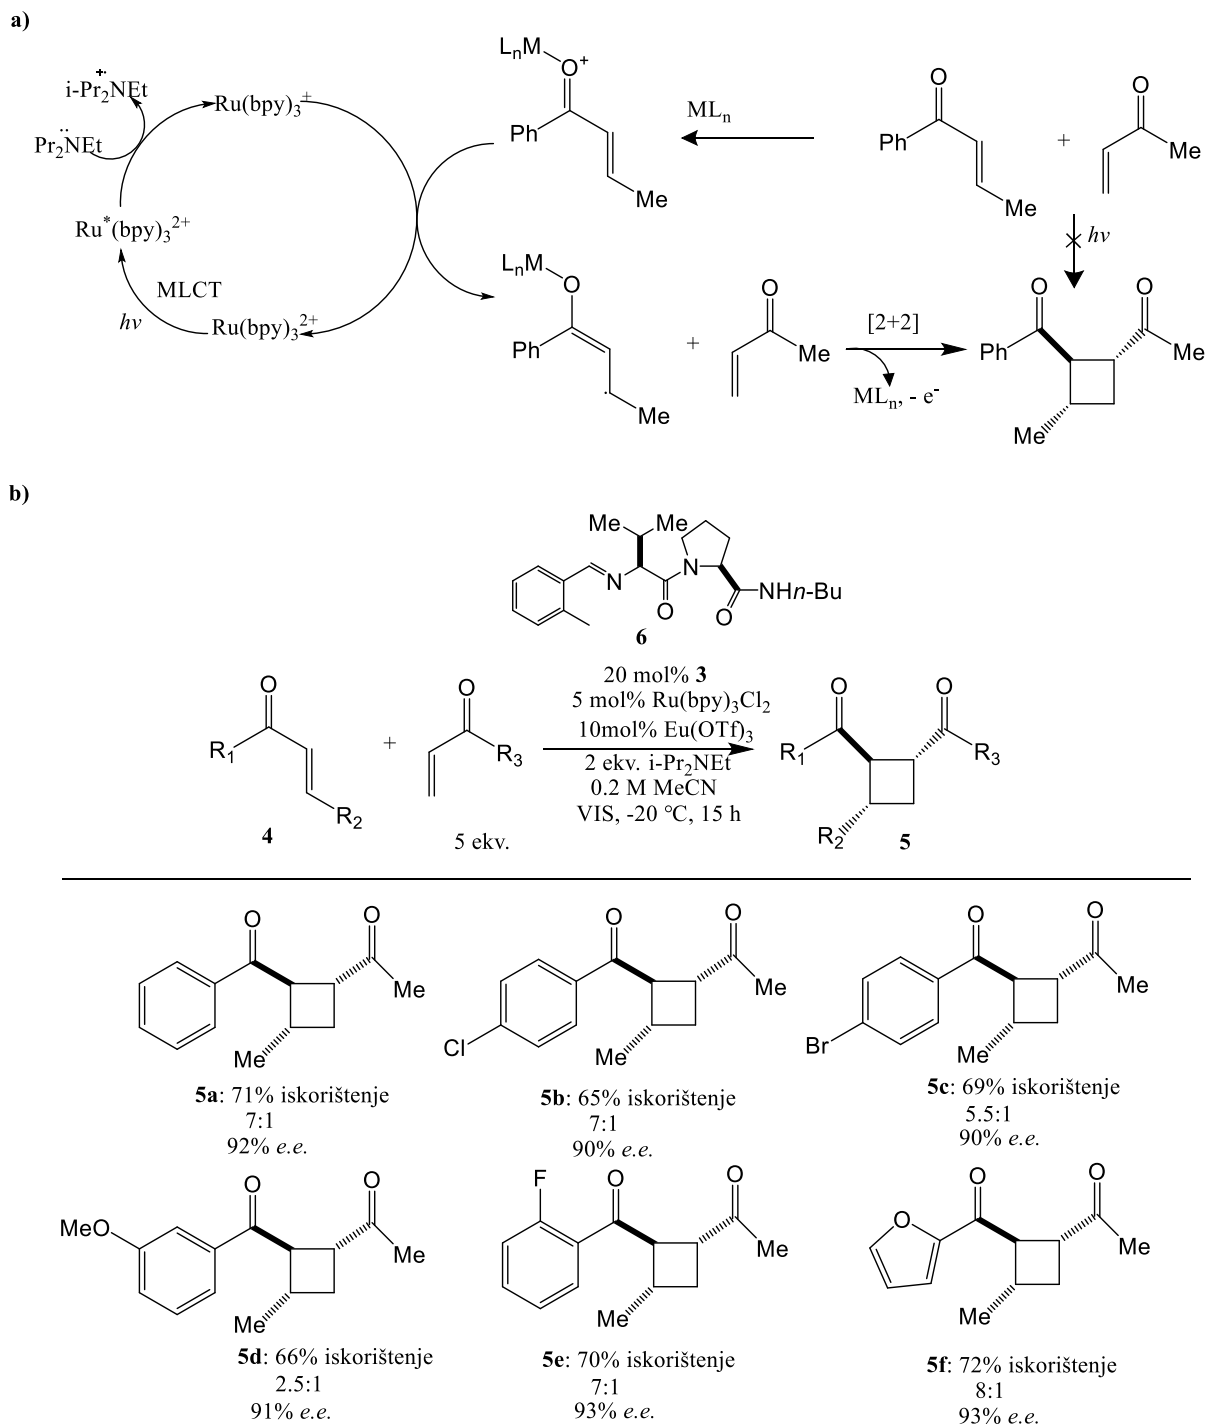 a)
LnM
O+
Ph
Me
i-Pr2NEt
+.
Ru(bpy)3+
Pr2NEt
..
Ru*(bpy)32+
MLCT
hν
Ru(bpy)32+
MLn
O
Ph
Me
+
O
Me
hν
LnM
O
Ph
.
Me
+
O
Me
[2+2]
MLn, - e-
O
O
Ph
Me
Me
b)
Me
Me
N
N
O
O
NHn-Bu
6
20 mol% 3
5 mol% Ru(bpy)3Cl2
10mol% Eu(OTf)3
2 ekv. i-Pr2NEt
0.2 M MeCN
VIS, -20 °C, 15 h
O
R1
R2
4
+
O
R3
5 ekv.
O
O
R1
R3
R2
5
O
O
Me
Me
5a: 71% iskorištenje
7:1
92% e.e.
O
O
Me
Cl
Me
5b: 65% iskorištenje
7:1
90% e.e.
O
O
Me
Br
Me
5c: 69% iskorištenje
5.5:1
90% e.e.
O
O
MeO
Me
Me
5d: 66% iskorištenje
2.5:1
91% e.e.
F
O
O
Me
Me
5e: 70% iskorištenje
7:1
93% e.e.
O
O
O
Me
Me
5f: 72% iskorištenje
8:1
93% e.e.